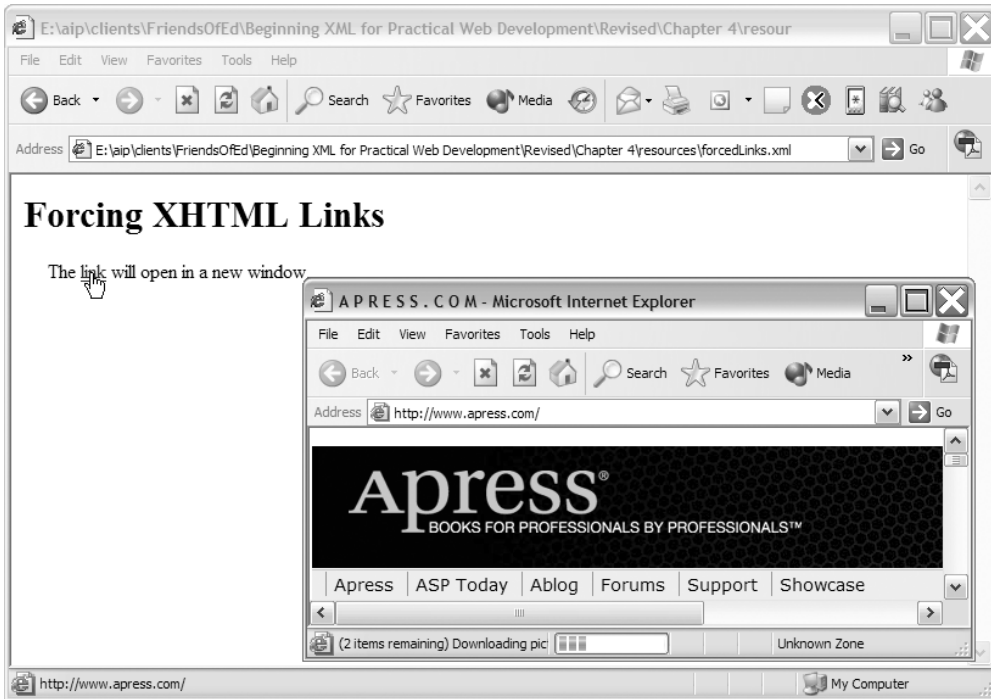 E:\aip\clients\FriendsOfEd\Beginning XML for Practical Web Development\Revised\Chapter 4\resour
File Edit View Favorites Tools Help
Back Search Favorites Media
Address E:\aip\clients\FriendsOfEd\Beginning XML for Practical Web Development\Revised\Chapter 4\resources\forcedLinks.xml Go
Forcing XHTML Links
The link will open in a new window
A P R E S S . C O M - Microsoft Internet Explorer
File Edit View Favorites Tools Help
Back Search Favorites Media »
Address http://www.apress.com/ Go
Apress®
BOOKS FOR PROFESSIONALS BY PROFESSIONALS™
Apress ASP Today Ablog Forums Support Showcase
(2 items remaining) Downloading pic Unknown Zone
http://www.apress.com/ My Computer